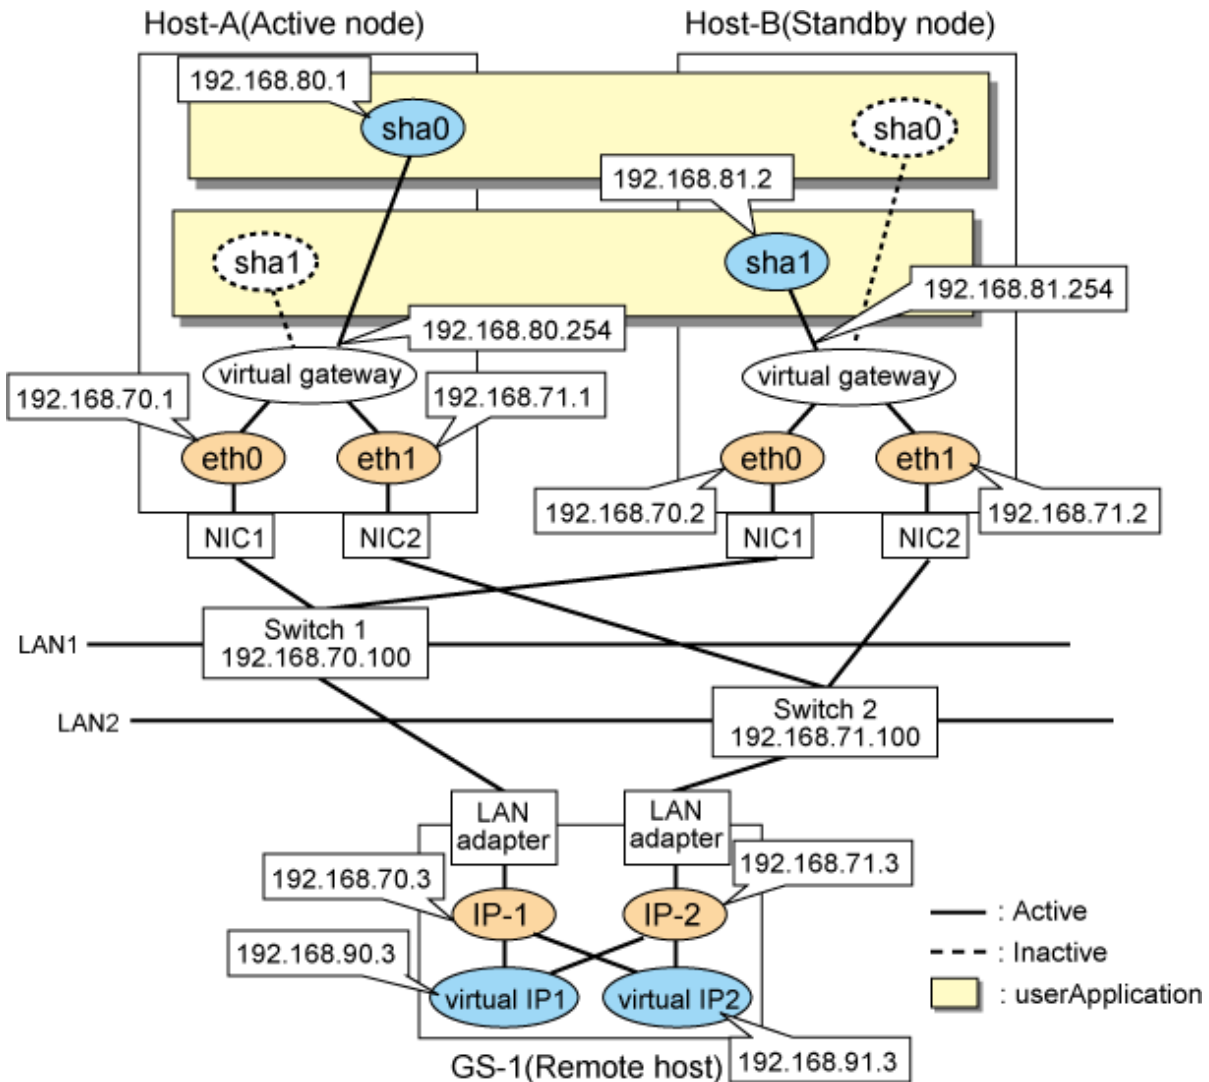 Host-A(Active node)
Host-B(Standby node)
192.168.80.1
sha0
sha0
192.168.81.2
sha1
sha1
192.168.81.254
192.168.80.254
virtual gateway
virtual gateway
192.168.70.1
192.168.71.1
eth0
eth1
eth0
eth1
192.168.70.2
192.168.71.2
NIC1
NIC2
NIC1
NIC2
LAN1
Switch 1
192.168.70.100
LAN2
Switch 2
192.168.71.100
LAN
adapter
LAN
adapter
192.168.70.3
192.168.71.3
IP-1
IP-2
192.168.90.3
virtual IP1
virtual IP2
192.168.91.3
GS-1(Remote host)
: Active
: Inactive
: userApplication